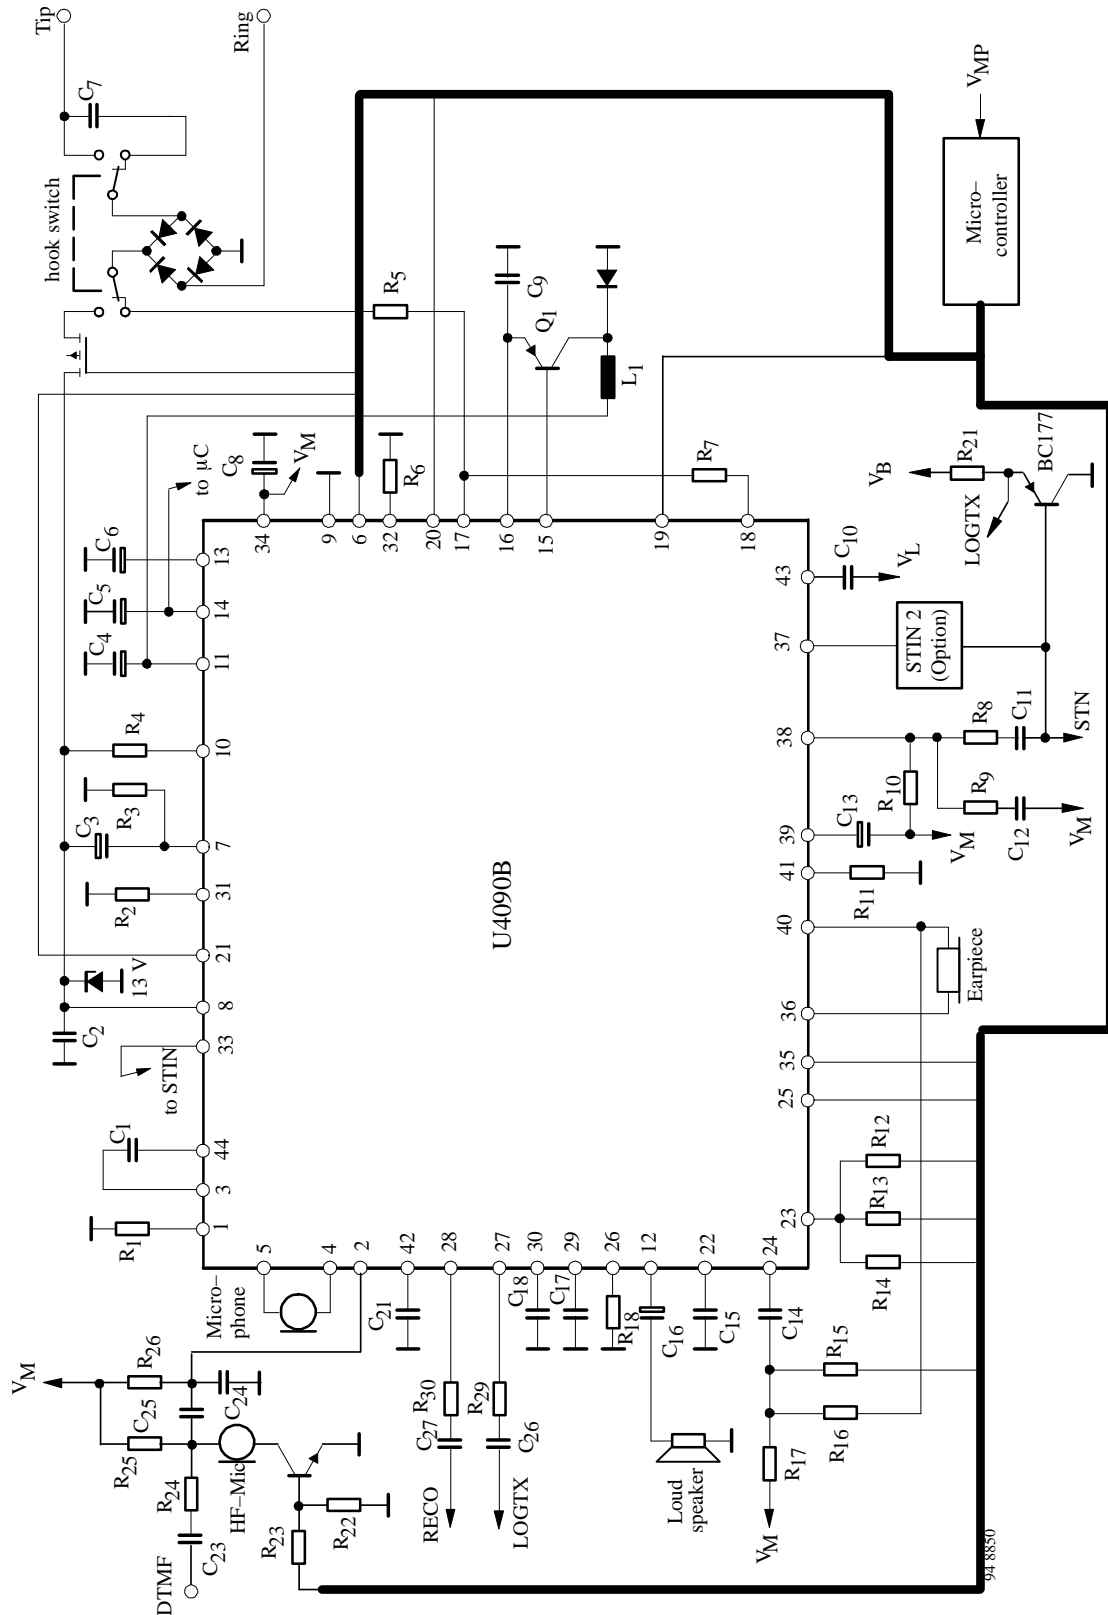 Tip
C7
Ring
hook switch
R5
C9
Q1
L1
VMP
Micro–
controller
to µC
C8
VM
R6
R7
C6
C5
C4
R4
R3
C3
R2
13 V
C2
to STIN
C1
R1
34
9
6
32
20
17
16
15
19
18
13
14
11
10
7
31
21
8
33
44
3
1
U4090B
43
37
38
39
41
40
36
35
25
23
5
4
2
42
28
27
30
29
26
12
22
24
C10
VL
VB
R21
BC177
LOGTX
STIN 2
(Option)
R8
C11
STN
R9
C12
VM
R10
C13
VM
R11
Earpiece
R12
R13
R14
Micro–
phone
C21
C18
C17
R18
C16
C15
C14
R15
R16
R17
VM
Loud
speaker
R30
C27
RECO
R29
C26
LOGTX
VM
R26
C25
C24
R25
R24
HF–Mic
C23
DTMF
R23
R22
94 8850